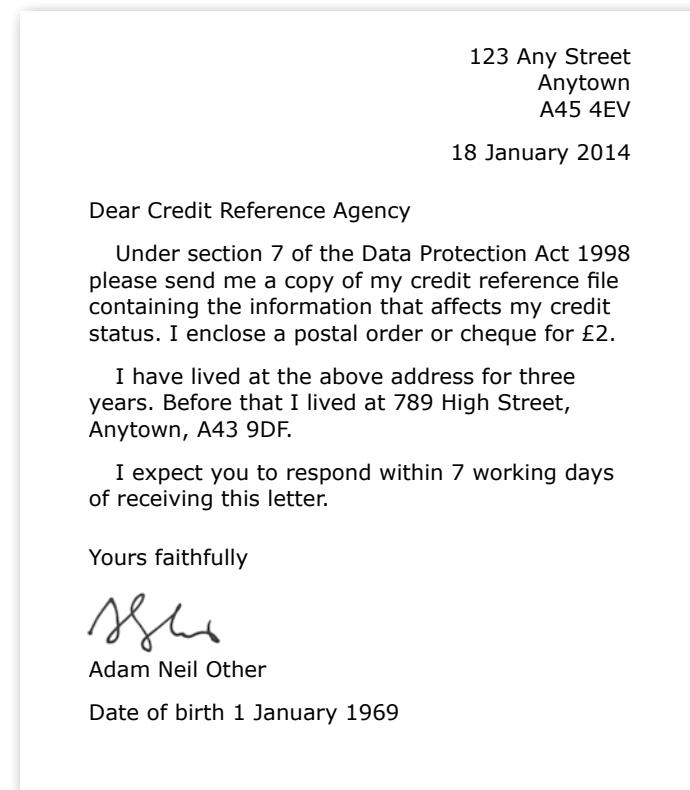 123 Any Street
Anytown
A45 4EV
18 January 2014
Dear Credit Reference Agency
Under section 7 of the Data Protection Act 1998
please send me a copy of my credit reference file
containing the information that affects my credit
status. I enclose a postal order or cheque for £2.
I have lived at the above address for three
years. Before that I lived at 789 High Street,
Anytown, A43 9DF.
I expect you to respond within 7 working days
of receiving this letter.
Yours faithfully
Adam Neil Other
Date of birth 1 January 1969